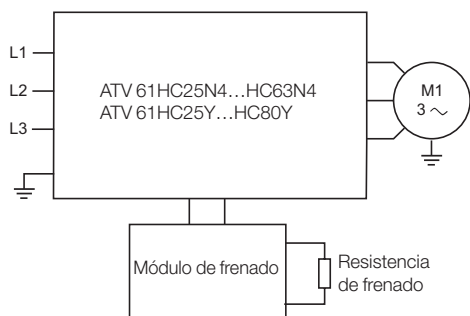 L1
L2
L3
ATV 61HC25N4...HC63N4
ATV 61HC25Y...HC80Y
M1
3 ~
Módulo de frenado
Resistencia
de frenado